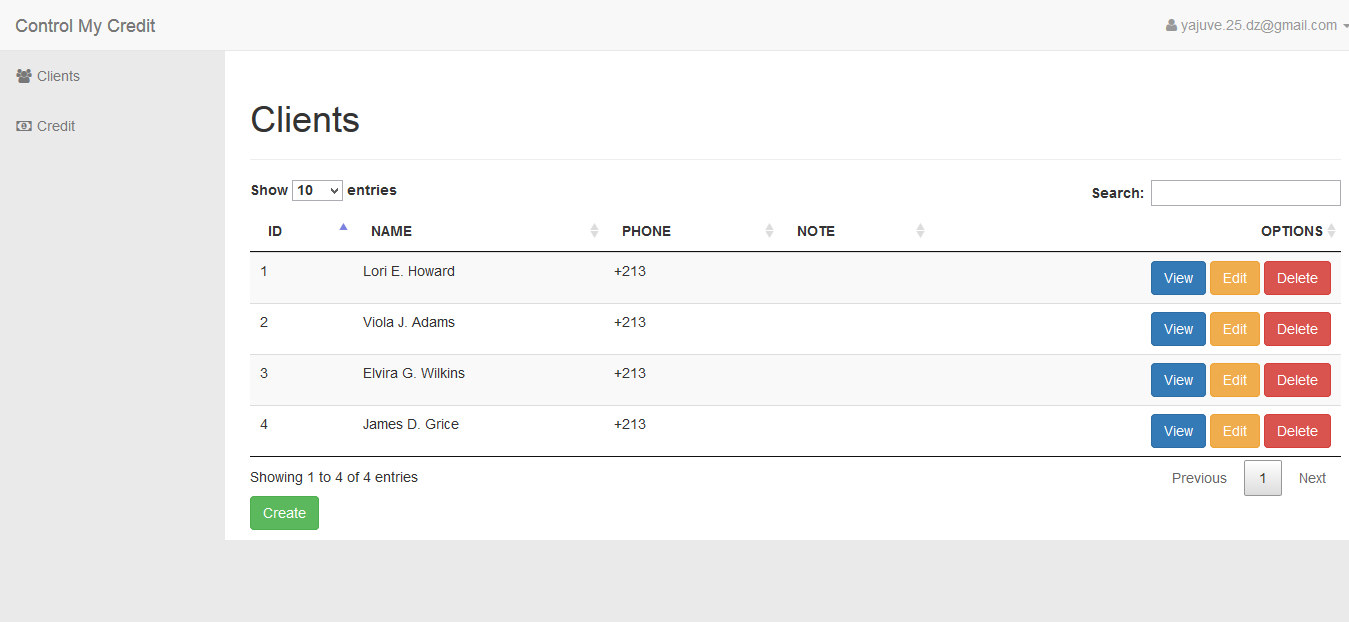 Control My Credit
yajuve.25.dz@gmail.com
Clients
Credit
Clients
Show 10 entries
Search:
ID NAME PHONE NOTE OPTIONS
1 Lori E. Howard +213 View Edit Delete
2 Viola J. Adams +213 View Edit Delete
3 Elvira G. Wilkins +213 View Edit Delete
4 James D. Grice +213 View Edit Delete
Showing 1 to 4 of 4 entries
Previous 1 Next
Create